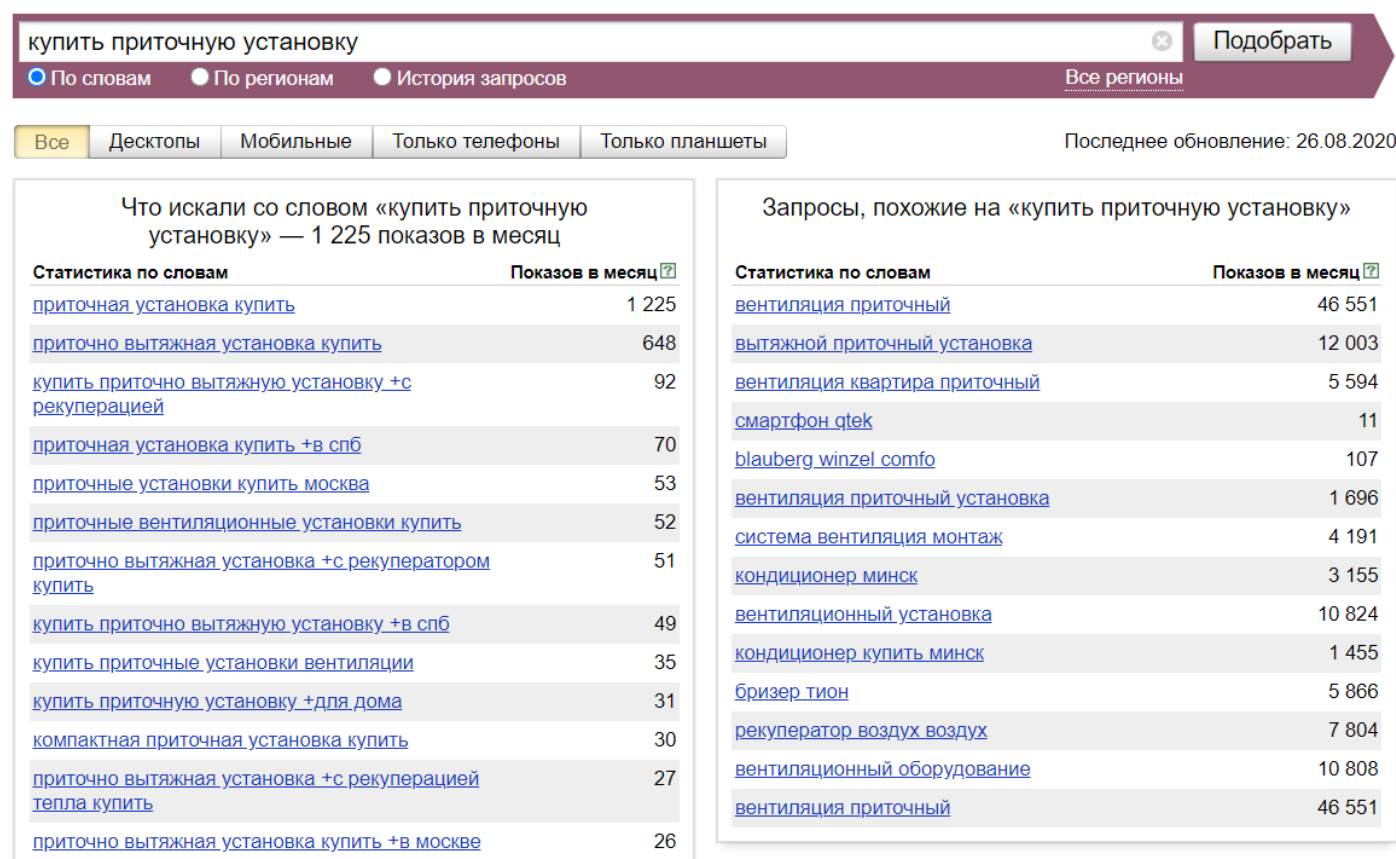 купить приточную установку
Подобрать
По словам
По регионам
История запросов
Все регионы
Все
Десктопы
Мобильные
Только телефоны
Только планшеты
Последнее обновление: 26.08.2020
Что искали со словом «купить приточную
установку» — 1 225 показов в месяц
Статистика по словам
Показов в месяц ?
приточная установка купить 1 225
приточно вытяжная установка купить 648
купить приточно вытяжную установку +с 92
рекуперацией
приточная установка купить +в спб 70
приточные установки купить москва 53
приточные вентиляционные установки купить 52
приточно вытяжная установка +с рекуператором 51
купить
купить приточно вытяжную установку +в спб 49
купить приточные установки вентиляции 35
купить приточную установку +для дома 31
компактная приточная установка купить 30
приточно вытяжная установка +с рекуперацией 27
тепла купить
приточно вытяжная установка купить +в москве 26
Запросы, похожие на «купить приточную установку»
Статистика по словам
Показов в месяц ?
вентиляция приточный 46 551
вытяжной приточный установка 12 003
вентиляция квартира приточный 5 594
смартфон qtek 11
blauberg winzel comfo 107
вентиляция приточный установка 1 696
система вентиляция монтаж 4 191
кондиционер минск 3 155
вентиляционный установка 10 824
кондиционер купить минск 1 455
бризер тион 5 866
рекуператор воздух воздух 7 804
вентиляционный оборудование 10 808
вентиляция приточный 46 551